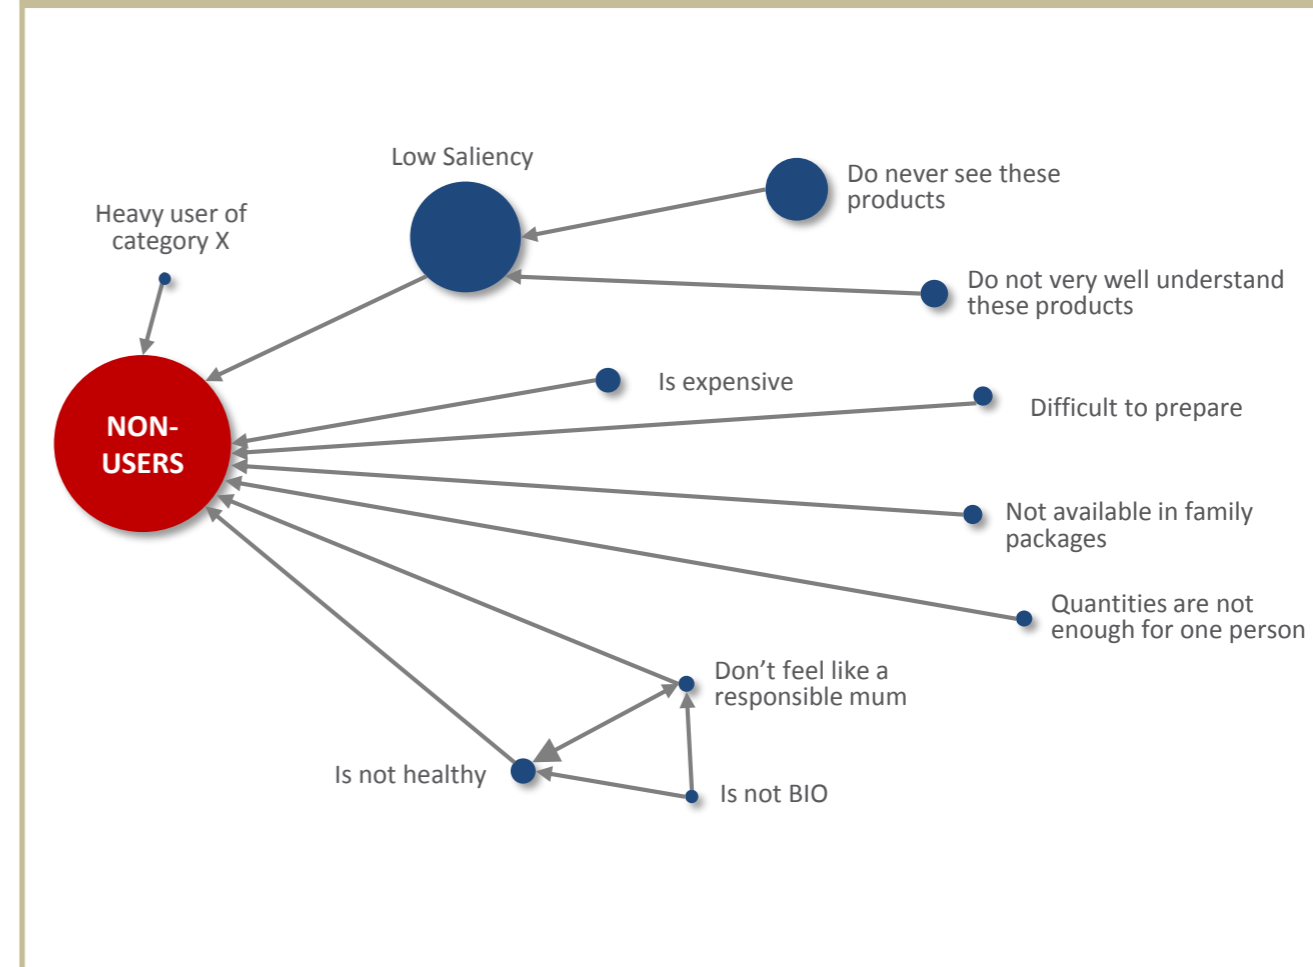 Low Saliency
Do never see these
products
Heavy user of
category X
Do not very well understand
these products
Is expensive
Difficult to prepare
NON-
USERS
Not available in family
packages
Quantities are not
enough for one person
Don’t feel like a
responsible mum
Is not healthy
Is not BIO